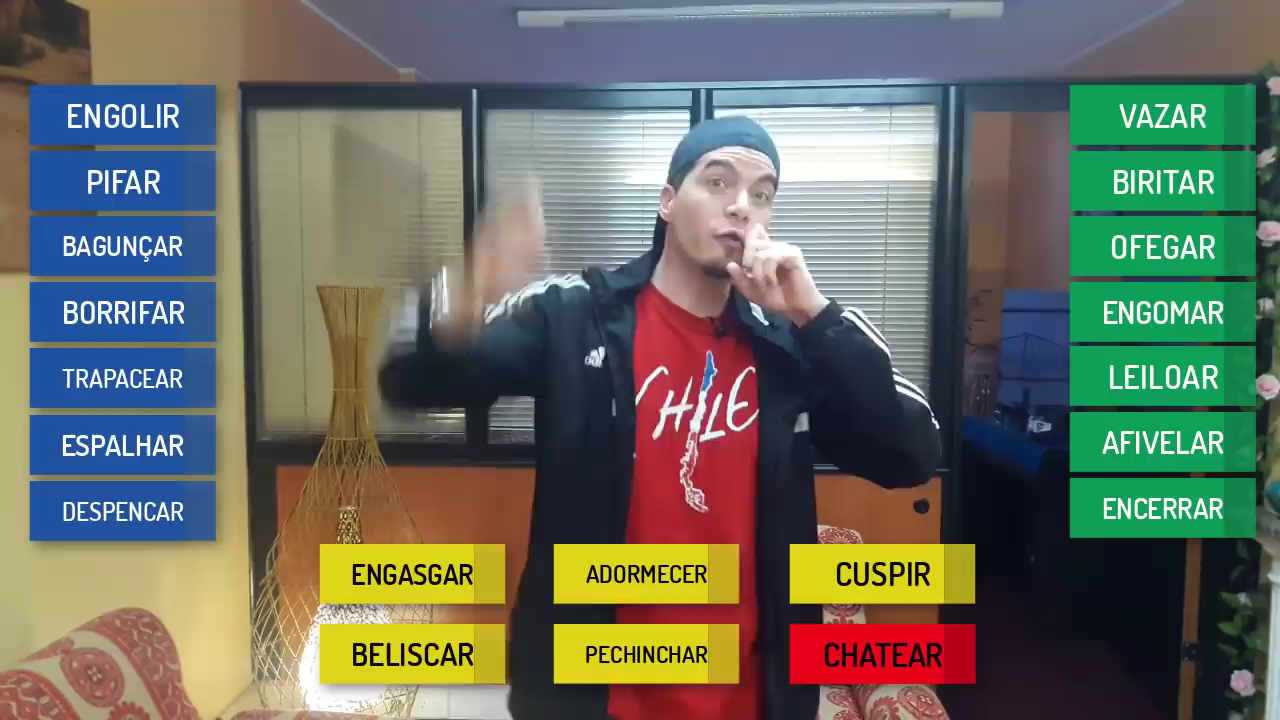 ENGOLIR
PIFAR
BAGUNÇAR
BORRIFAR
TRAPACEAR
ESPALHAR
DESPENCAR
VAZAR
BIRITAR
OFEGAR
ENGOMAR
LEILOAR
AFIVELAR
ENCERRAR
ENGASGAR
ADORMECER
CUSPIR
BELISCAR
PECHINCHAR
CHATEAR
CHILE